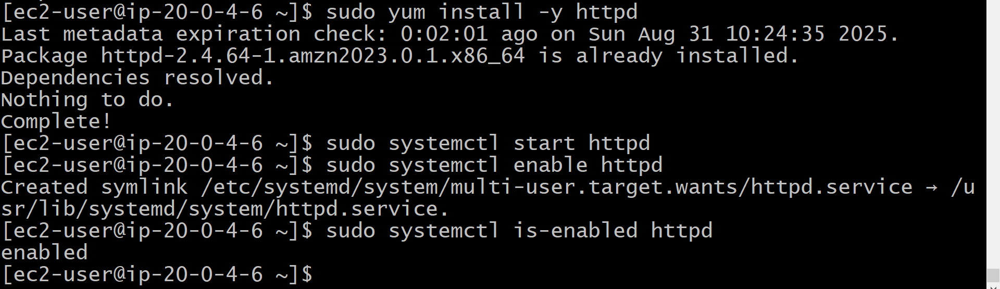 [ec2-user@ip-20-0-4-6 ~]$ sudo yum install -y httpd
Last metadata expiration check: 0:02:01 ago on Sun Aug 31 10:24:35 2025.
Package httpd-2.4.64-1.amzn2023.0.1.x86_64 is already installed.
Dependencies resolved.
Nothing to do.
Complete!
[ec2-user@ip-20-0-4-6 ~]$ sudo systemctl start httpd
[ec2-user@ip-20-0-4-6 ~]$ sudo systemctl enable httpd
Created symlink /etc/systemd/system/multi-user.target.wants/httpd.service → /u
sr/lib/systemd/system/httpd.service.
[ec2-user@ip-20-0-4-6 ~]$ sudo systemctl is-enabled httpd
enabled
[ec2-user@ip-20-0-4-6 ~]$